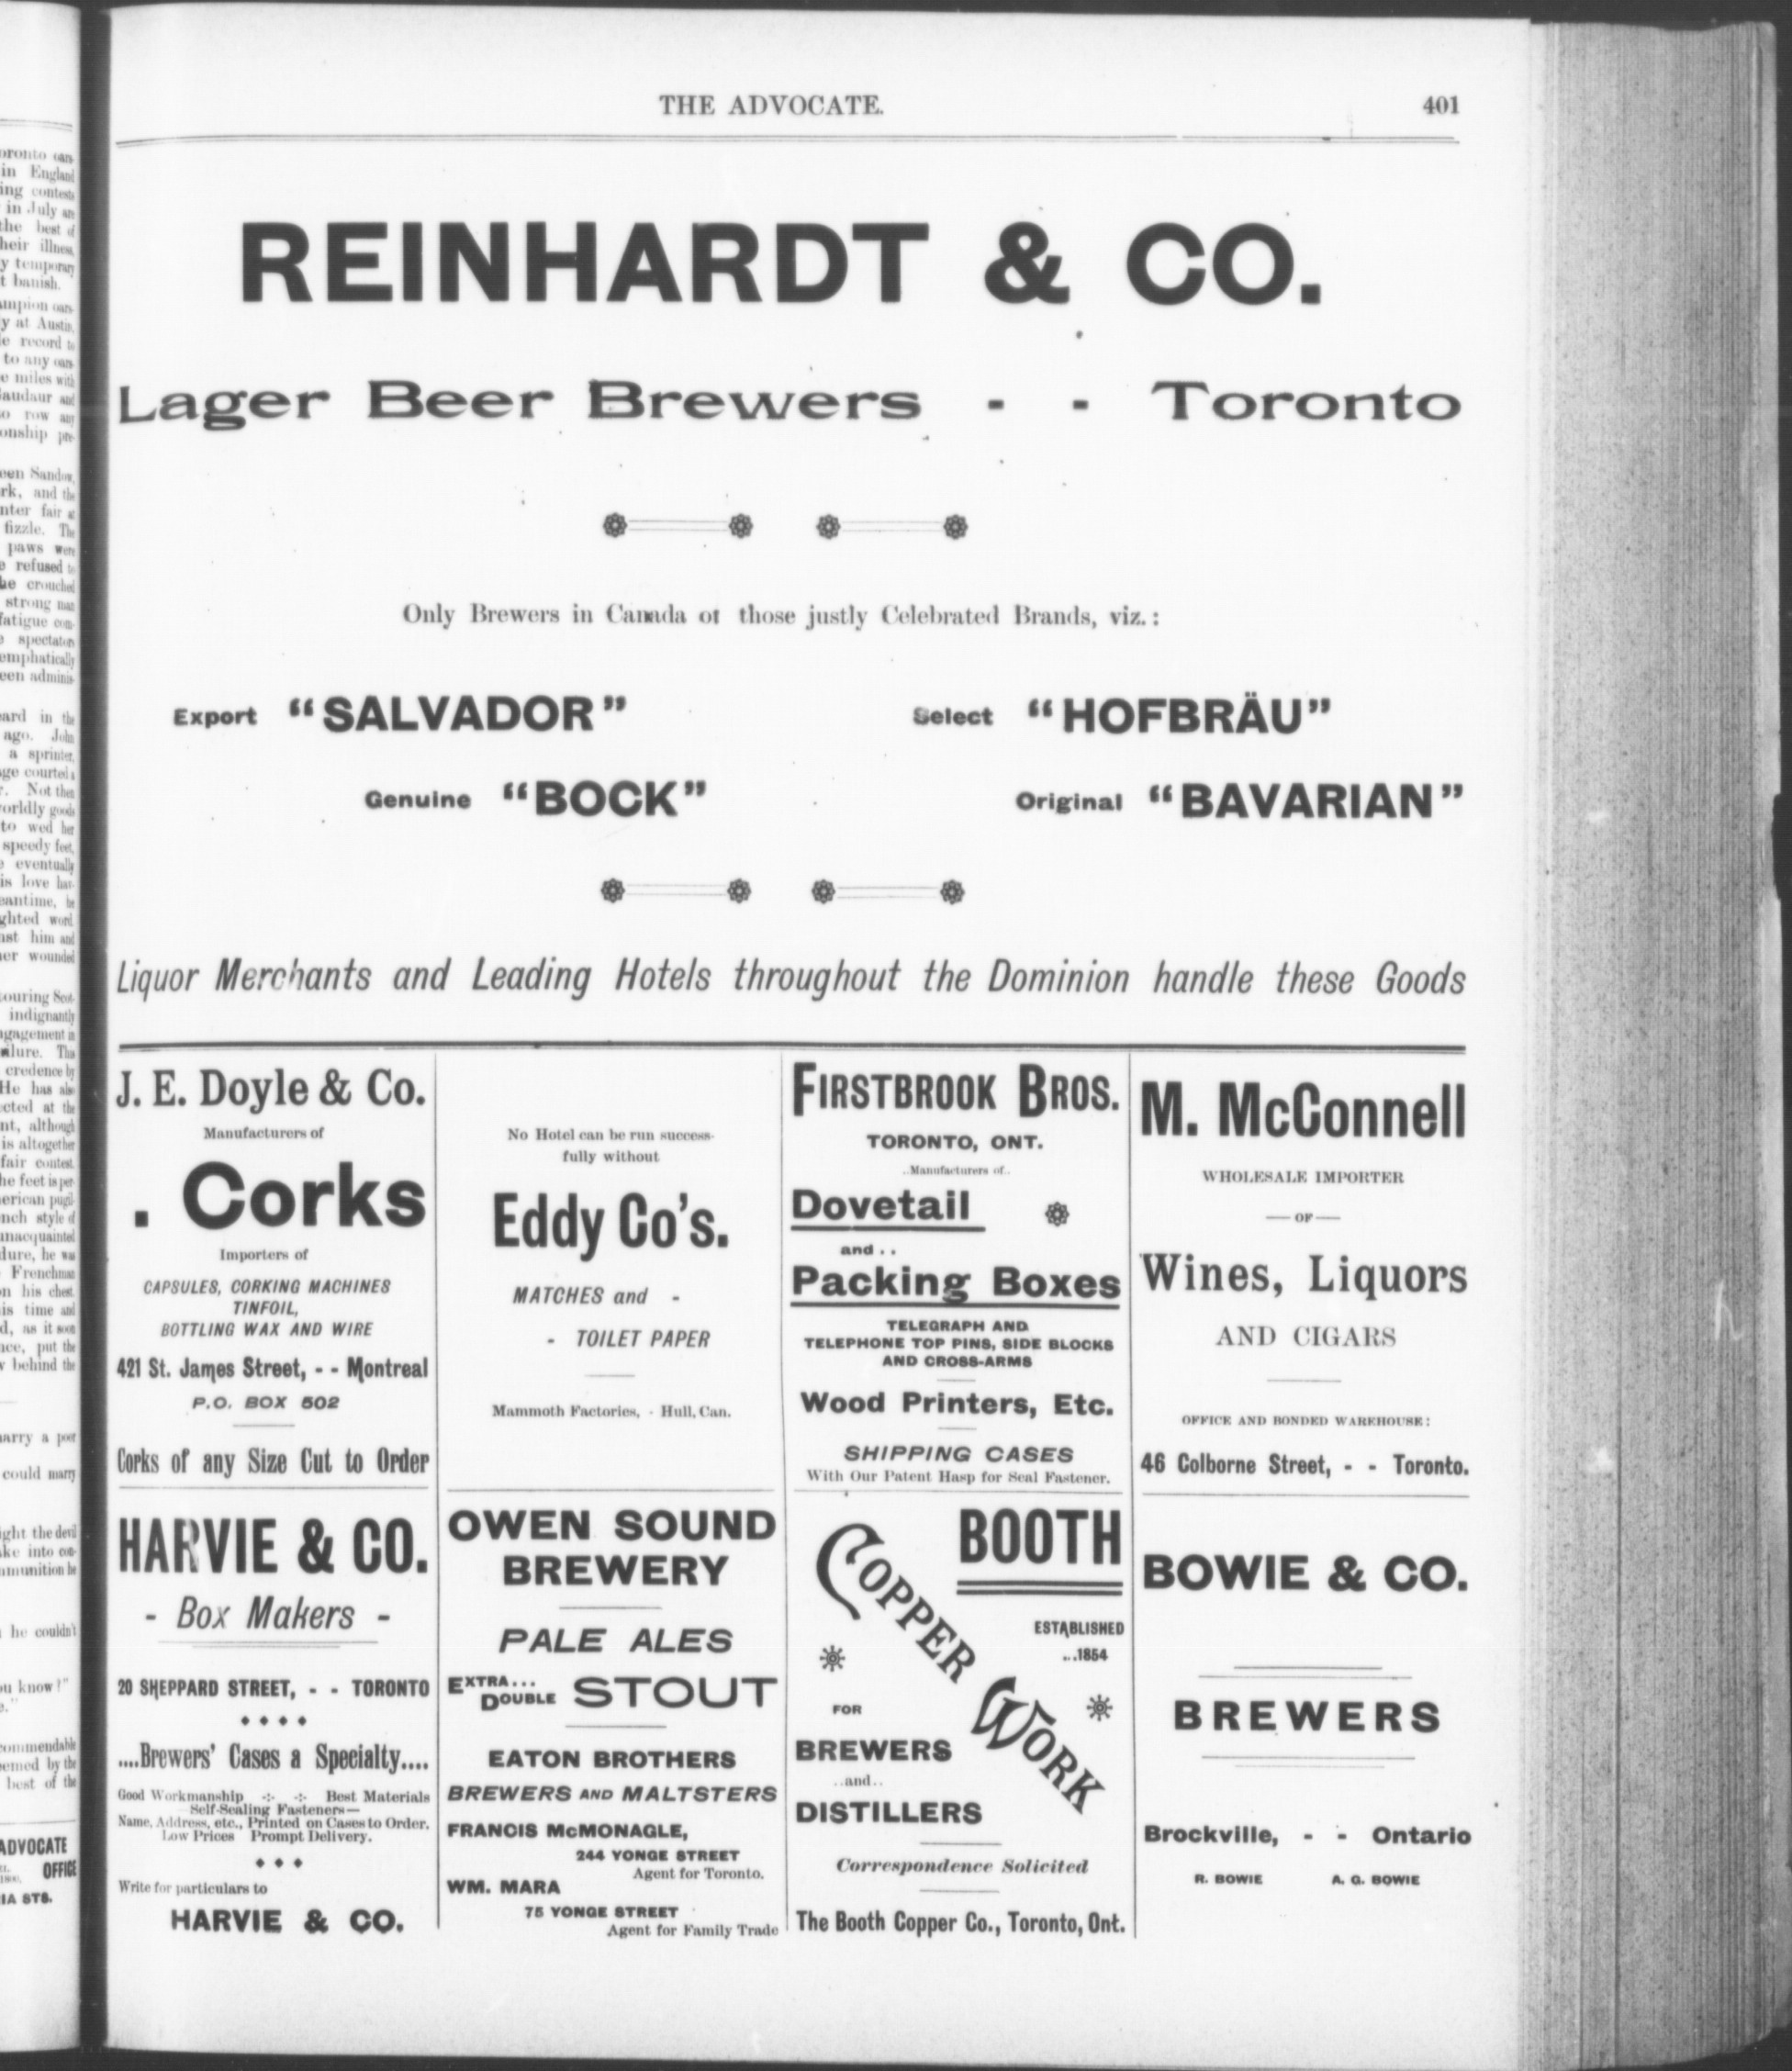 THE ADVOCATE.
401
REINHARDT & CO.
Lager Beer Brewers - - Toronto
Only Brewers in Canada of those justly Celebrated Brands, viz.:
Export "SALVADOR"
Select "HOFBRÄU"
Genuine "BOCK"
Original "BAVARIAN"
Liquor Merchants and Leading Hotels throughout the Dominion handle these Goods
J. E. Doyle & Co.
Manufacturers of
. Corks
Importers of
CAPSULES, CORKING MACHINES
TINFOIL,
BOTTLING WAX AND WIRE
421 St. James Street, - - Montreal
P.O. BOX 502
Corks of any Size Cut to Order
No Hotel can be run success-
fully without
Eddy Co's.
MATCHES and -
- TOILET PAPER
Mammoth Factories, - Hull, Can.
FIRSTBROOK BROS.
TORONTO, ONT.
..Manufacturers of..
Dovetail
and..
Packing Boxes
TELEGRAPH AND
TELEPHONE TOP PINS, SIDE BLOCKS
AND CROSS-ARMS
Wood Printers, Etc.
SHIPPING CASES
With Our Patent Hasp for Seal Fastener.
M. McConnell
WHOLESALE IMPORTER
—OF—
Wines, Liquors
AND CIGARS
OFFICE AND BONDED WAREHOUSE:
46 Colborne Street, - - Toronto.
HARVIE & CO.
- Box Makers -
20 SHEPPARD STREET, - - TORONTO
....Brewers' Cases a Specialty....
Good Workmanship -:- -:- Best Materials
Self-Sealing Fasteners—
Name, Address, etc., Printed on Cases to Order.
Low Prices Prompt Delivery.
Write for particulars to
HARVIE & CO.
OWEN SOUND
BREWERY
PALE ALES
EXTRA...
DOUBLE STOUT
EATON BROTHERS
BREWERS AND MALTSTERS
FRANCIS McMONAGLE,
244 YONGE STREET
Agent for Toronto.
WM. MARA
75 YONGE STREET
Agent for Family Trade
BOOTH
COPPER WORK
ESTABLISHED
...1854
FOR
BREWERS
..and..
DISTILLERS
Correspondence Solicited
The Booth Copper Co., Toronto, Ont.
BOWIE & CO.
BREWERS
Brockville, - - Ontario
R. BOWIE A. G. BOWIE